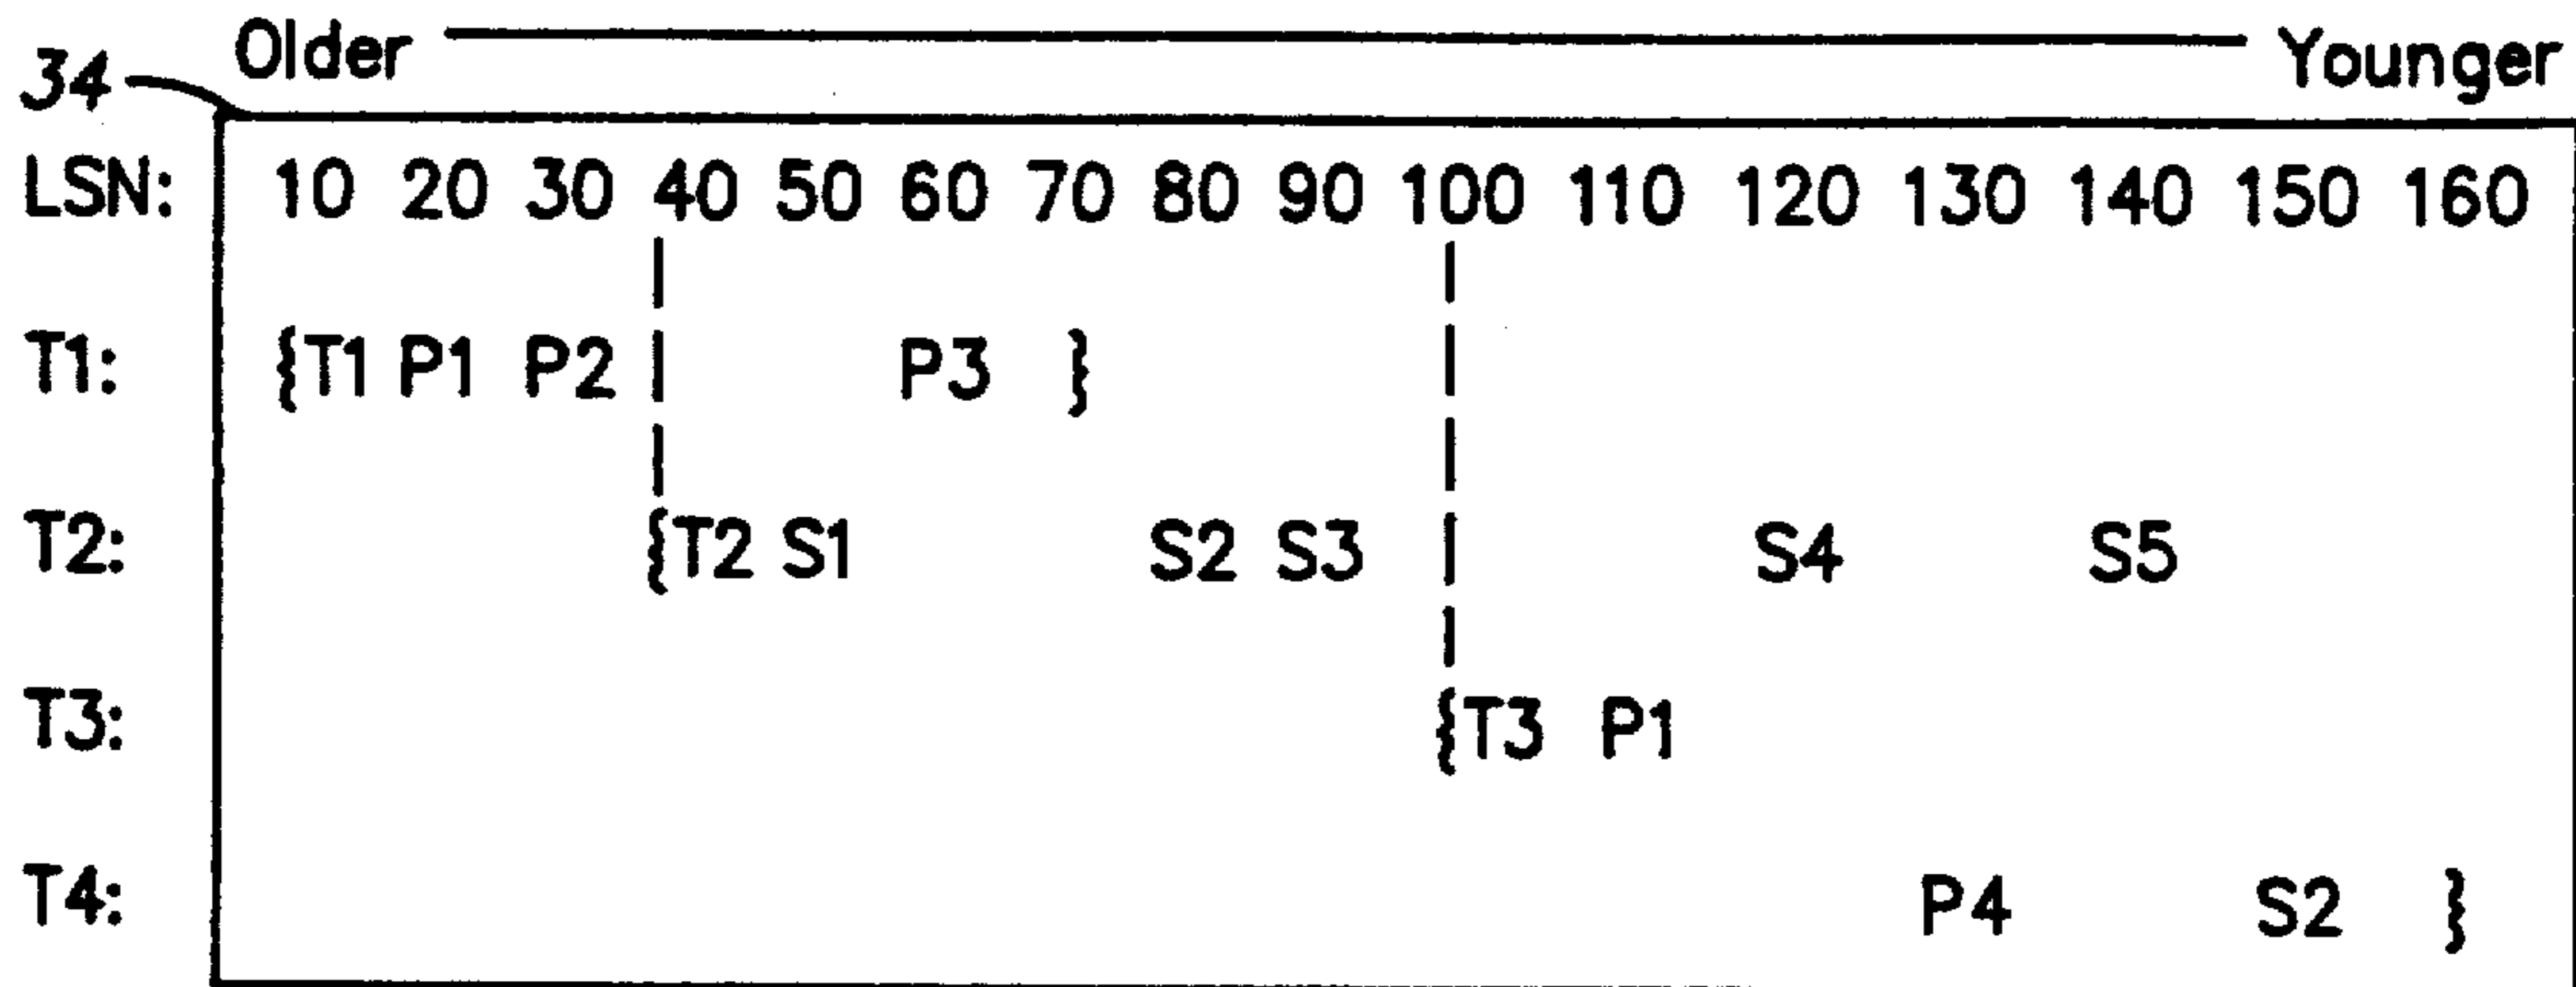 34 Older Younger
LSN: 10 20 30 40 50 60 70 80 90 100 110 120 130 140 150 160
T1: {T1 P1 P2 P3 }
T2: {T2 S1 S2 S3 S4 S5
T3: {T3 P1
T4: P4 S2 }